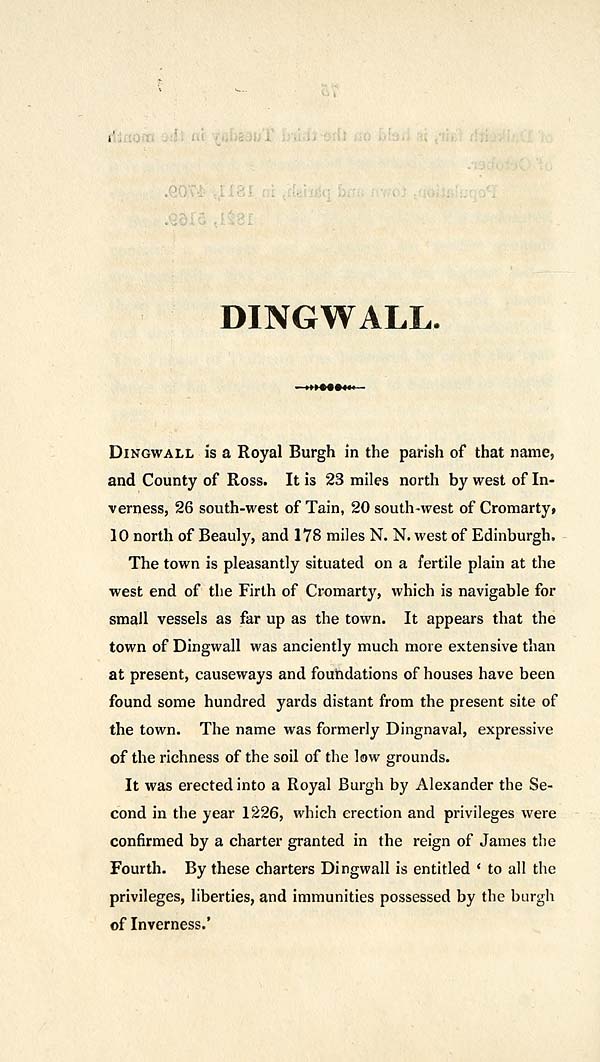 DINGWALL.
Dingwall is a Royal Burgh in the parish of that name,
and County of Ross. It is 23 miles north by west of In-
verness, 26 south-west of Tain, 20 south-west of Cromarty,
10 north of Beauly, and 178 miles N. N. west of Edinburgh.
The town is pleasantly situated on a fertile plain at the
west end of the Firth of Cromarty, which is navigable for
small vessels as far up as the town. It appears that the
town of Dingwall was anciently much more extensive than
at present, causeways and foundations of houses have been
found some hundred yards distant from the present site of
the town. The name was formerly Dingnaval, expressive
of the richness of the soil of the low grounds.
It was erected into a Royal Burgh by Alexander the Se-
cond in the year 1226, which erection and privileges were
confirmed by a charter granted in the reign of James the
Fourth. By these charters Dingwall is entitled ‘ to all the
privileges, liberties, and immunities possessed by the burgh
of Inverness.’